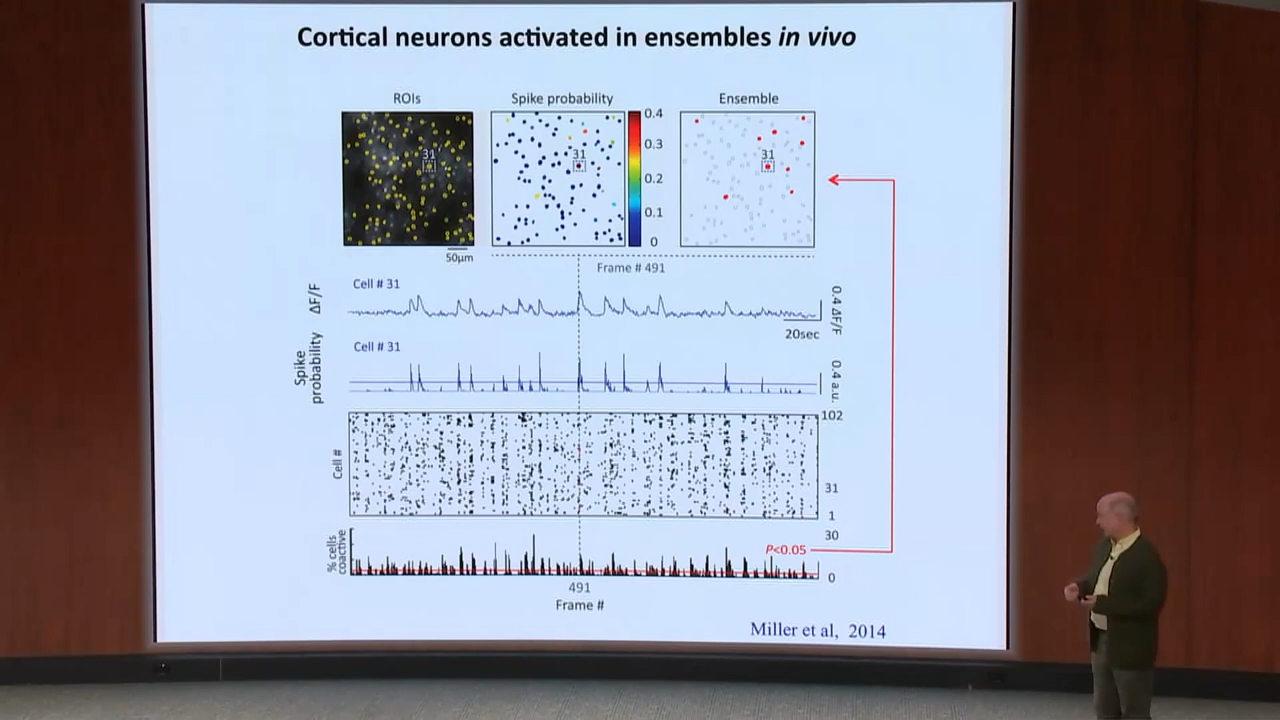 Cortical neurons activated in ensembles in vivo
ROIs
Spike probability
Ensemble
31
31
31
0.4
0.3
0.2
0.1
0
50µm
Frame # 491
Cell # 31
ΔF/F
0.4 ΔF/F
20sec
Cell # 31
Spike probability
0.4 a.u.
102
Cell #
31
1
30
% cells coactive
P<0.05
0
491
Frame #
Miller et al, 2014